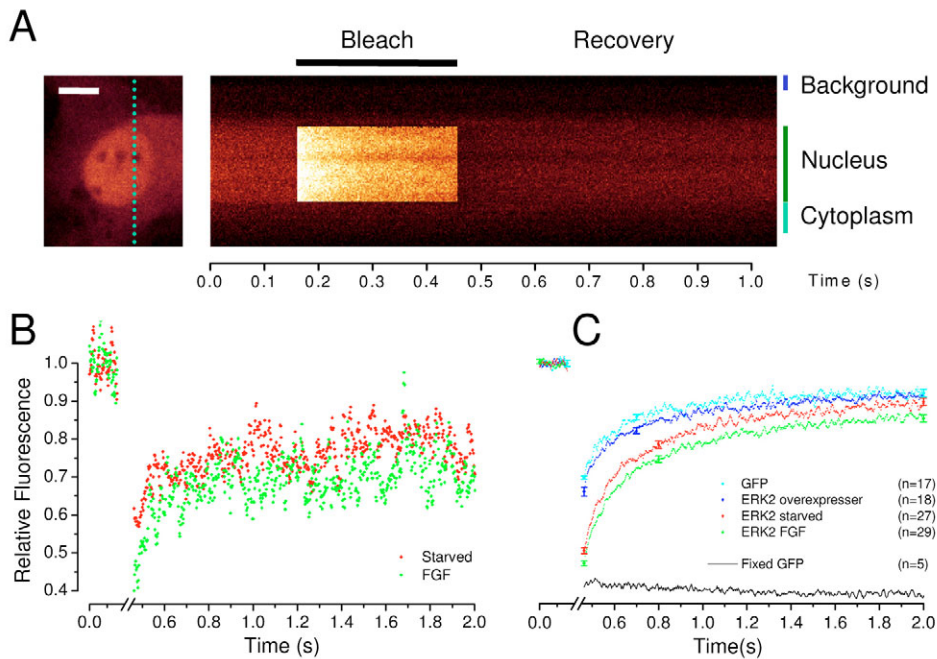 A
Bleach
Recovery
Background
Nucleus
Cytoplasm
0.0 0.1 0.2 0.3 0.4 0.5 0.6 0.7 0.8 0.9 1.0
Time (s)
B
Relative Fluorescence
1.0
0.9
0.8
0.7
0.6
0.5
0.4
Starved
FGF
0.0 0.6 0.8 1.0 1.2 1.4 1.6 1.8 2.0
Time (s)
C
GFP (n=17)
ERK2 overexpresser (n=18)
ERK2 starved (n=27)
ERK2 FGF (n=29)
Fixed GFP (n=5)
0.0 0.6 0.8 1.0 1.2 1.4 1.6 1.8 2.0
Time(s)